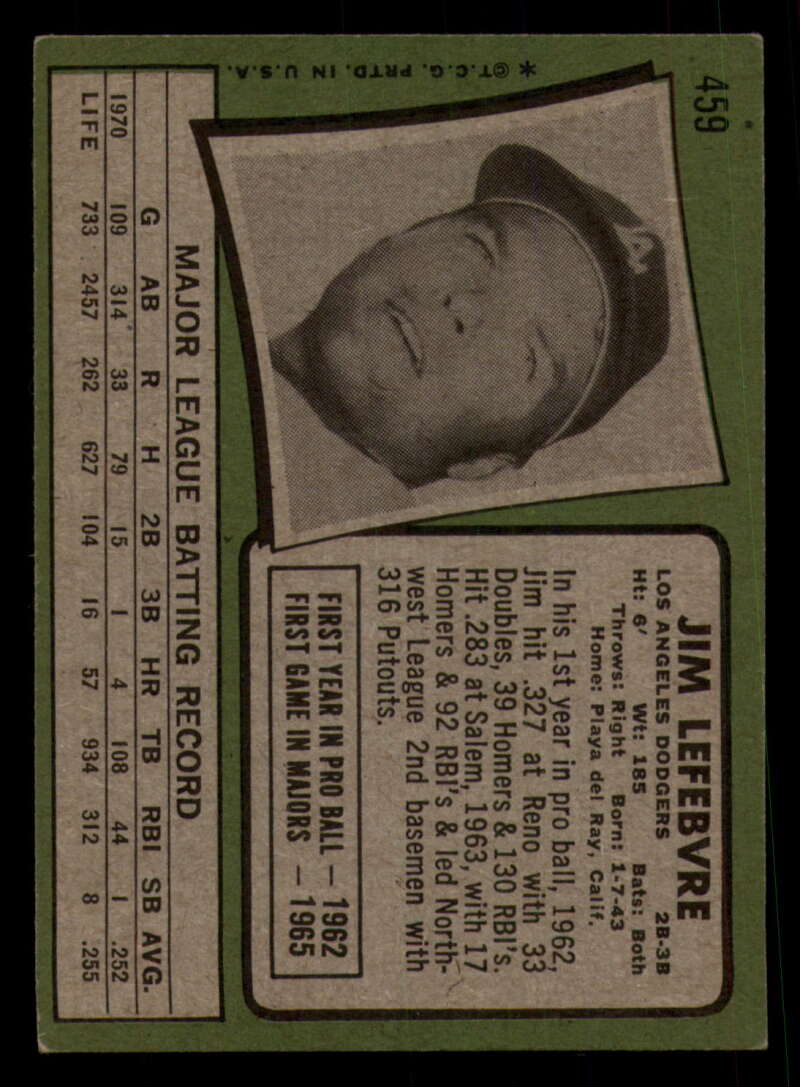 459
*©T.C.G. PRTD. IN U.S.A.
LA
JIM LEFEBVRE
LOS ANGELES DODGERS 2B-3B
Ht: 6' Wt: 185 Bats: Both
Throws: Right Born: 1-7-43
Home: Playa del Ray, Calif.
In his 1st year in pro ball, 1962,
Jim hit .327 at Reno with 33
Doubles, 39 Homers & 130 RBI's.
Hit .283 at Salem, 1963, with 17
Homers & 92 RBI's & led North-
west League 2nd basemen with
316 Putouts.
FIRST YEAR IN PRO BALL — 1962
FIRST GAME IN MAJORS — 1965
MAJOR LEAGUE BATTING RECORD
G AB R H 2B 3B HR TB RBI SB AVG.
1970 109 314 33 79 15 1 4 108 44 1 .252
LIFE 733 2457 262 627 104 16 57 934 312 8 .255